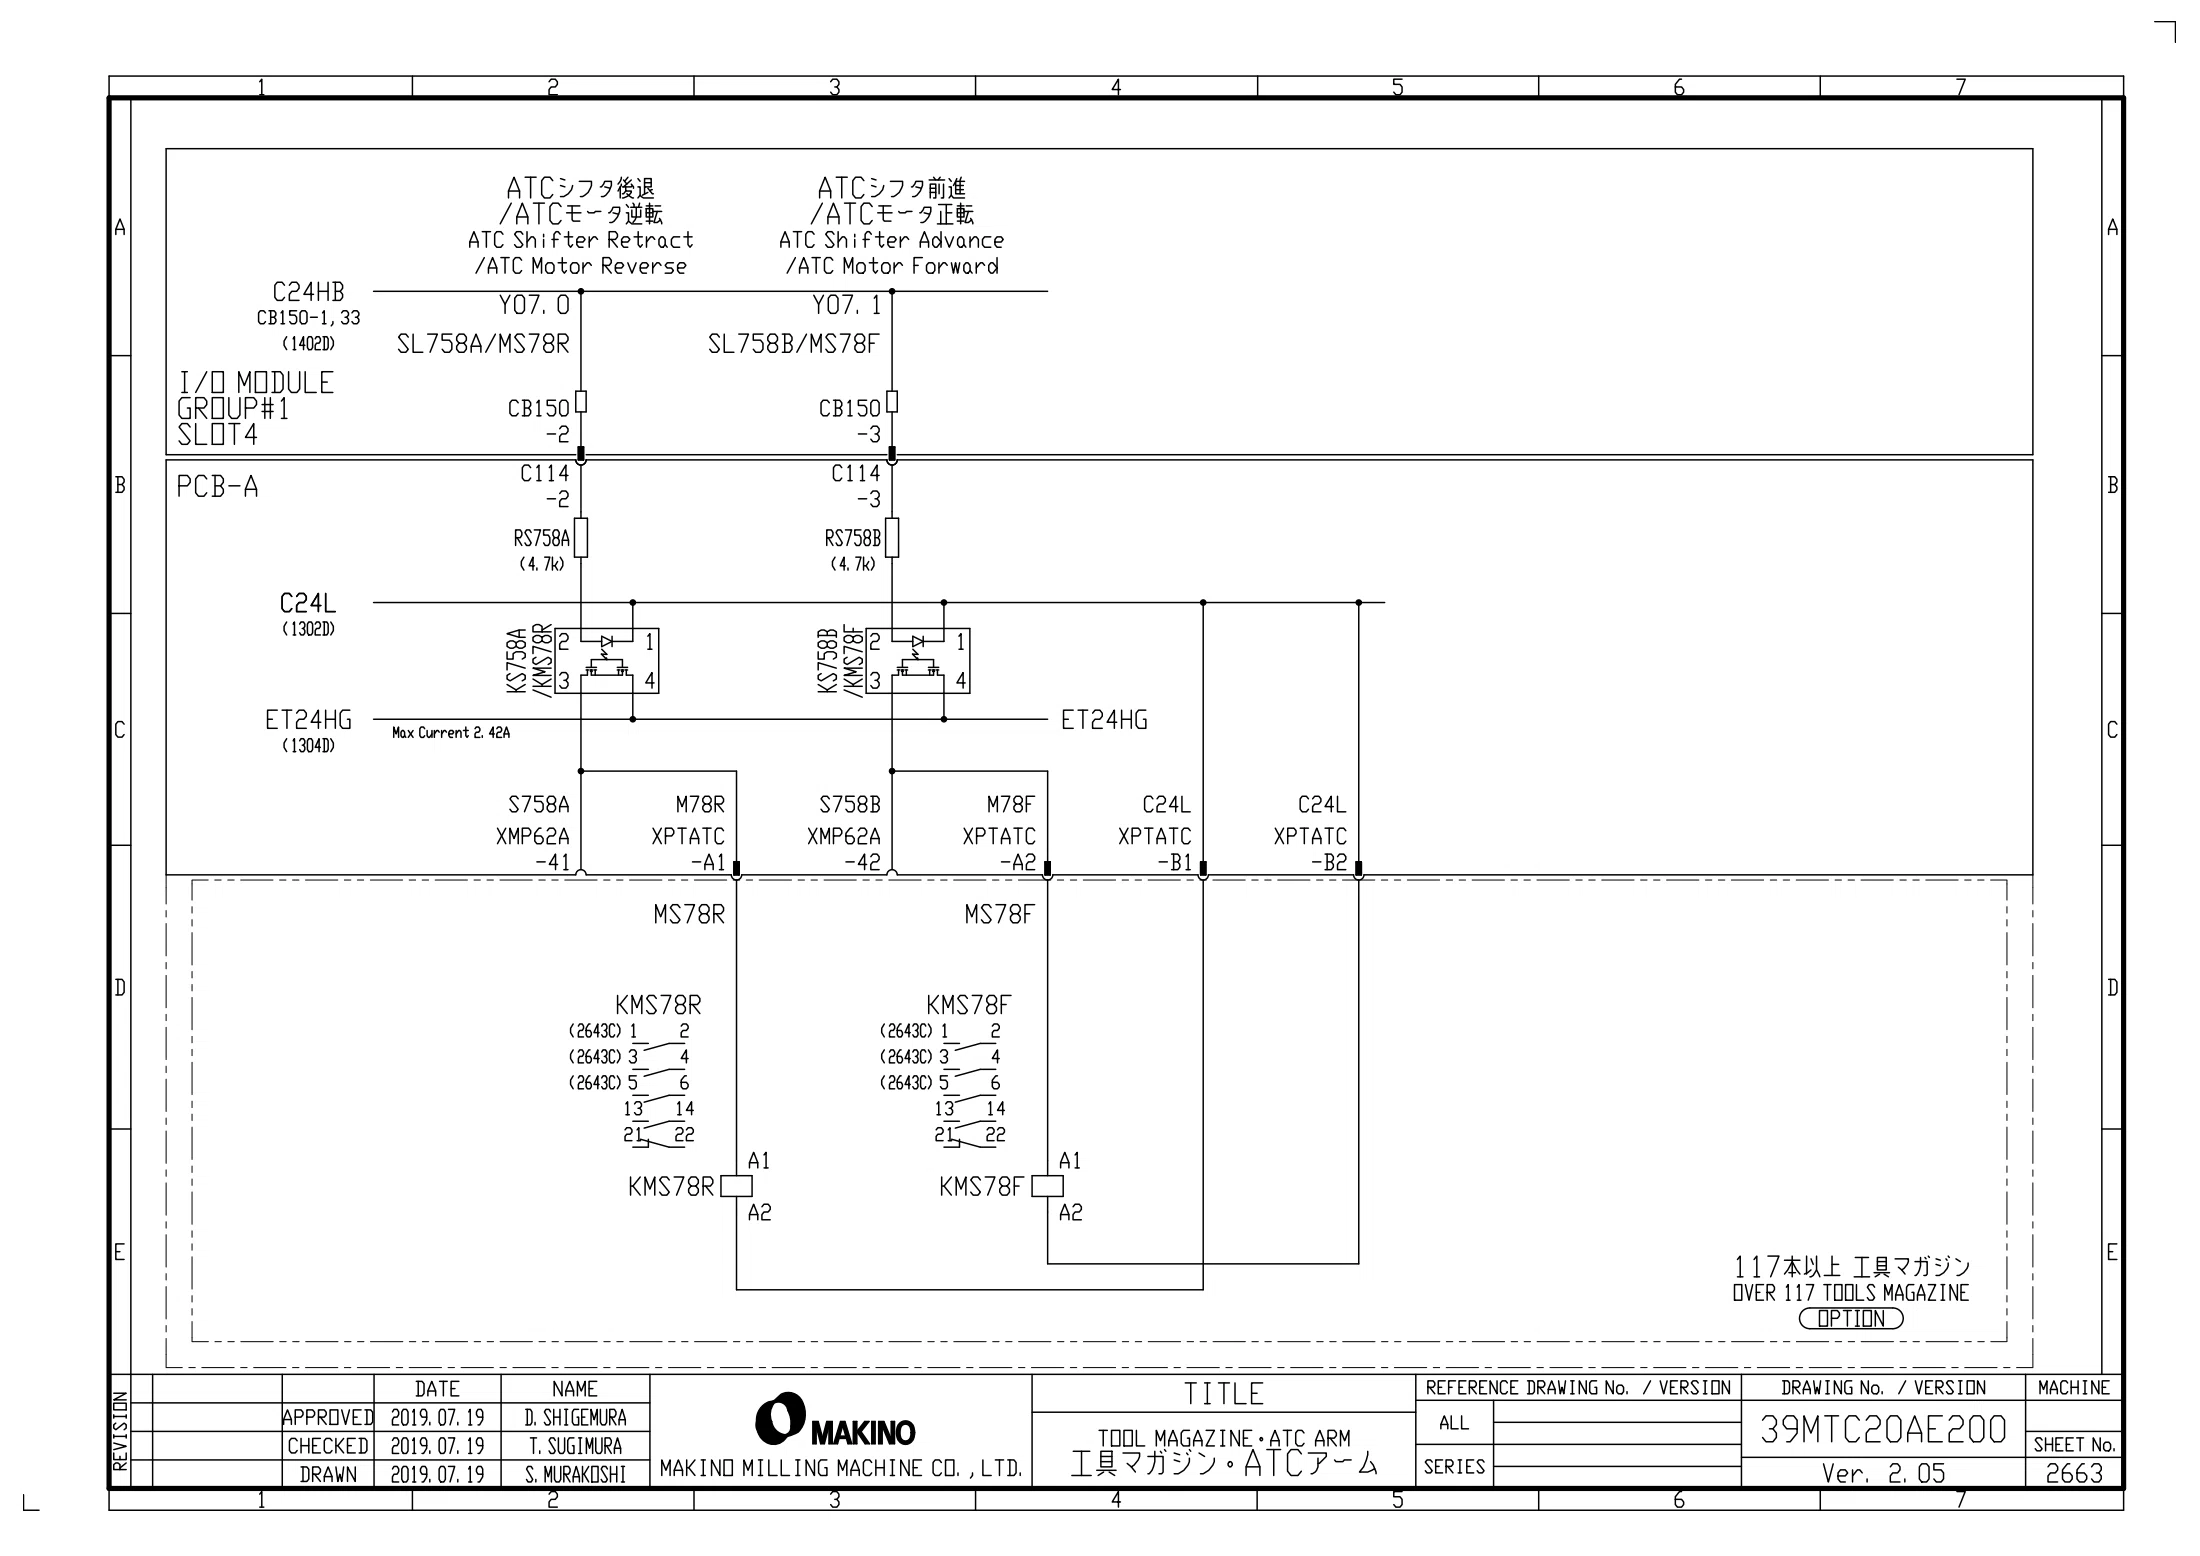 1 2 3 4 5 6 7
A A
ATCシフタ後退 ATCシフタ前進
/ATCモータ逆転 /ATCモータ正転
ATC Shifter Retract ATC Shifter Advance
/ATC Motor Reverse /ATC Motor Forward
C24HB Y07. 0 Y07. 1
CB150-1, 33
(1402D) SL758A/MS78R SL758B/MS78F
I/O MODULE
GROUP#1 CB150 CB150
SLOT4 -2 -3
B PCB-A C114 C114 B
-2 -3
RS758A RS758B
(4. 7k) (4. 7k)
C24L
(1302D)
KS758A
/KMS78R
2 1
3 4
KS758B
/KMS78F
2 1
3 4
C C
ET24HG ET24HG
Max Current 2. 42A
(1304D)
S758A M78R S758B M78F C24L C24L
XMP62A XPTATC XMP62A XPTATC XPTATC XPTATC
-41 -A1 -42 -A2 -B1 -B2
MS78R MS78F
D D
KMS78R KMS78F
(2643C) 1 2 (2643C) 1 2
(2643C) 3 4 (2643C) 3 4
(2643C) 5 6 (2643C) 5 6
13 14 13 14
21 22 21 22
A1 A1
KMS78R KMS78F
A2 A2
E E
117本以上 工具マガジン
OVER 117 TOOLS MAGAZINE
OPTION
REVISION
DATE NAME
APPROVED 2019. 07. 19 D. SHIGEMURA
CHECKED 2019. 07. 19 T. SUGIMURA
DRAWN 2019. 07. 19 S. MURAKOSHI
MAKINO
MAKINO MILLING MACHINE CO. , LTD.
TITLE
TOOL MAGAZINE・ATC ARM
工具マガジン・ATCアーム
REFERENCE DRAWING No. / VERSION
ALL
SERIES
DRAWING No. / VERSION
39MTC20AE200
Ver. 2. 05
MACHINE
SHEET No.
2663
1 2 3 4 5 6 7